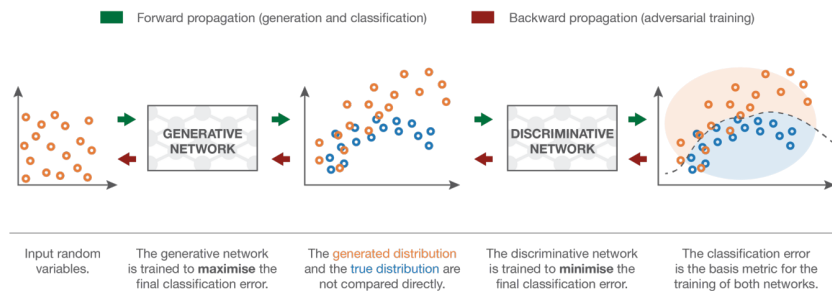 Forward propagation (generation and classification)
Backward propagation (adversarial training)
GENERATIVE
NETWORK
DISCRIMINATIVE
NETWORK
Input random
variables.
The generative network
is trained to maximise the
final classification error.
The generated distribution
and the true distribution are
not compared directly.
The discriminative network
is trained to minimise the
final classification error.
The classification error
is the basis metric for the
training of both networks.